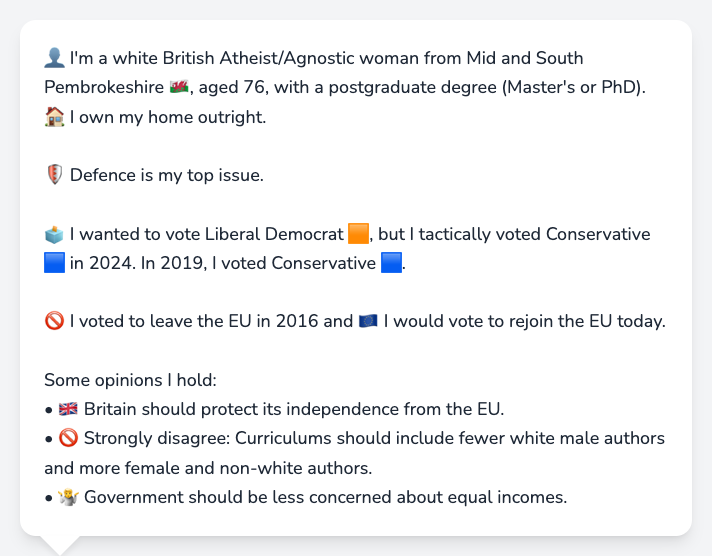 👤 I'm a white British Atheist/Agnostic woman from Mid and South
Pembrokeshire 🏴󠁧󠁢󠁷󠁬󠁳󠁿, aged 76, with a postgraduate degree (Master's or PhD).
🏠 I own my home outright.
🛡️ Defence is my top issue.
🗳️ I wanted to vote Liberal Democrat 🟧, but I tactically voted Conservative
🟦 in 2024. In 2019, I voted Conservative 🟦.
🚫 I voted to leave the EU in 2016 and 🇪🇺 I would vote to rejoin the EU today.
Some opinions I hold:
• 🇬🇧 Britain should protect its independence from the EU.
• 🚫 Strongly disagree: Curriculums should include fewer white male authors
and more female and non-white authors.
• 🤷 Government should be less concerned about equal incomes.